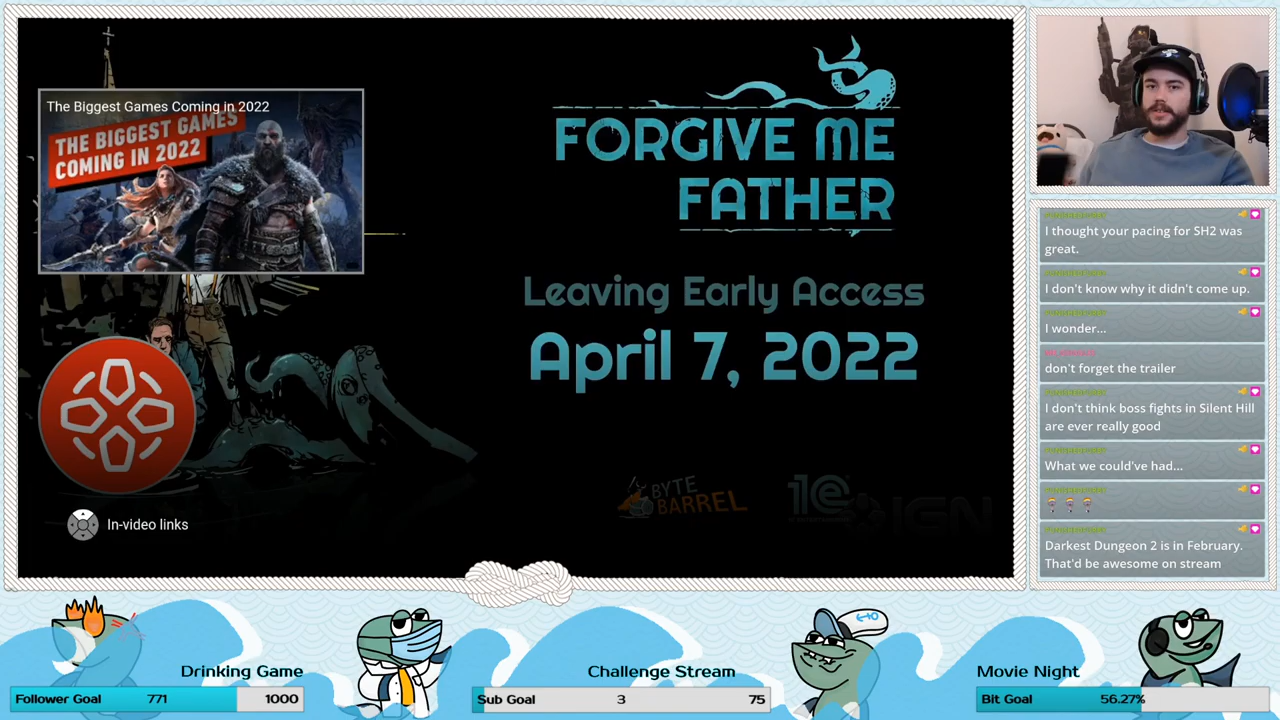 The Biggest Games Coming in 2022
THE BIGGEST GAMES
COMING IN 2022
FORGIVE ME
FATHER
Leaving Early Access
April 7, 2022
BYTE
BARREL
IGN
In-video links
I thought your pacing for SH2 was
great.
I don't know why it didn't come up.
I wonder...
don't forget the trailer
I don't think boss fights in Silent Hill
are ever really good
What we could've had...
Darkest Dungeon 2 is in February.
That'd be awesome on stream
Drinking Game
Follower Goal 771 1000
Challenge Stream
Sub Goal 3 75
Movie Night
Bit Goal 56.27%